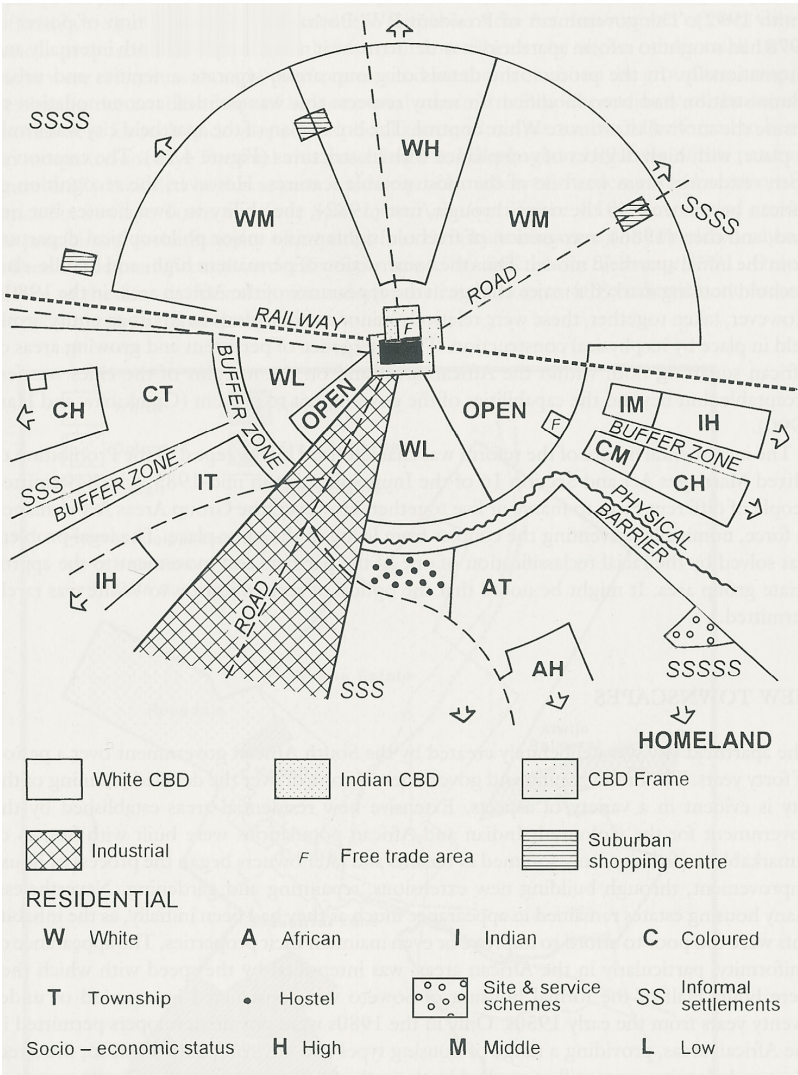 SSSS
WH
WM
WM
SSSS
ROAD
RAILWAY
F
CH
CT
BUFFER ZONE
WL
OPEN
WL
OPEN
F
IM
IH
BUFFER ZONE
CM
CH
SSS
BUFFER ZONE
IT
IH
PHYSICAL
BARRIER
ROAD
AT
SSS
AH
SSSSS
HOMELAND
White CBD
Indian CBD
CBD Frame
Industrial
F Free trade area
Suburban
shopping centre
RESIDENTIAL
W White
A African
I Indian
C Coloured
T Township
• Hostel
Site & service
schemes
SS Informal
settlements
Socio – economic status
H High
M Middle
L Low